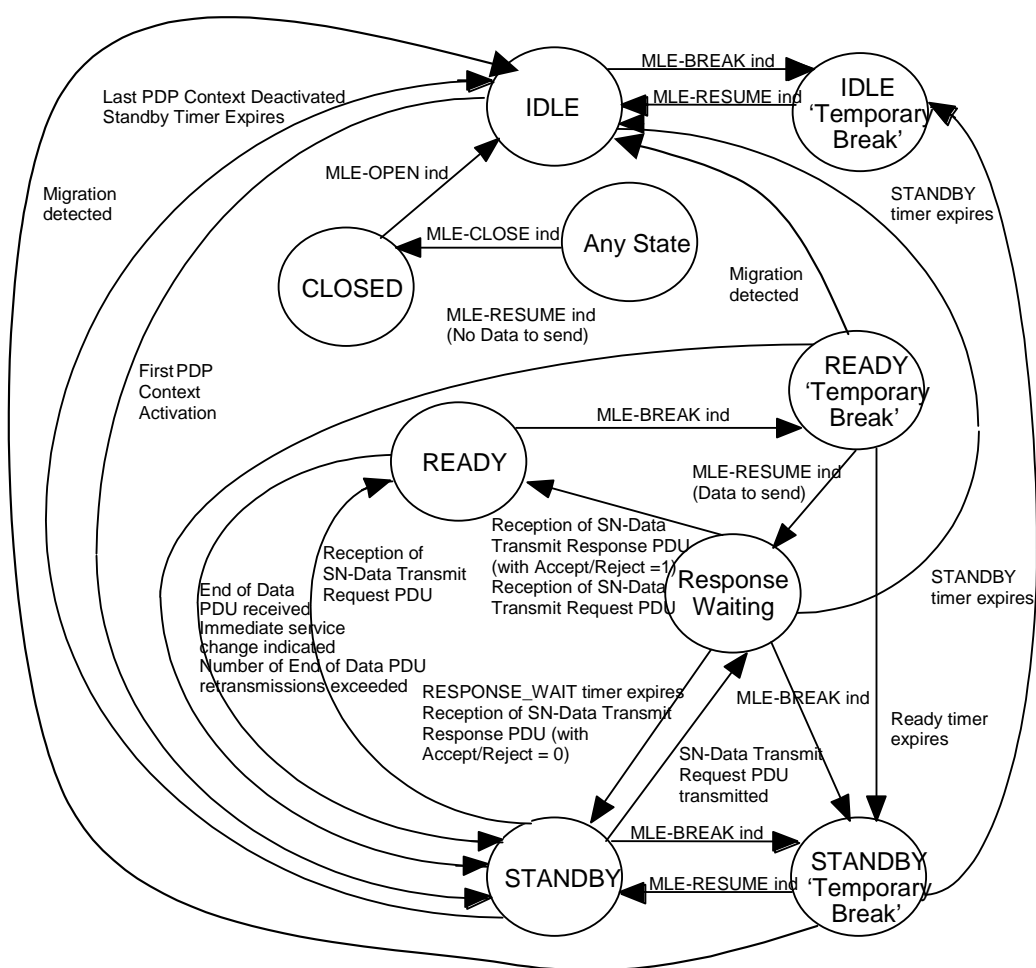 MLE-BREAK ind
IDLE
MLE-RESUME ind
IDLE
‘Temporary
Break’
Last PDP Context Deactivated
Standby Timer Expires
MLE-OPEN ind
Migration
detected
STANDBY
timer expires
MLE-CLOSE ind
Any State
CLOSED
Migration
detected
MLE-RESUME ind
(No Data to send)
First PDP
Context
Activation
READY
‘Temporary
Break’
MLE-BREAK ind
READY
MLE-RESUME ind
(Data to send)
Reception of SN-Data
Transmit Response PDU
(with Accept/Reject =1)
Reception of SN-Data
Transmit Request PDU
Reception of
SN-Data Transmit
Request PDU
Response
Waiting
STANDBY
timer expires
End of Data
PDU received
Immediate service
change indicated
Number of End of Data PDU
retransmissions exceeded
RESPONSE_WAIT timer expires
Reception of SN-Data Transmit
Response PDU (with
Accept/Reject = 0)
MLE-BREAK ind
Ready timer
expires
SN-Data Transmit
Request PDU
transmitted
MLE-BREAK ind
STANDBY
MLE-RESUME ind
STANDBY
‘Temporary
Break’